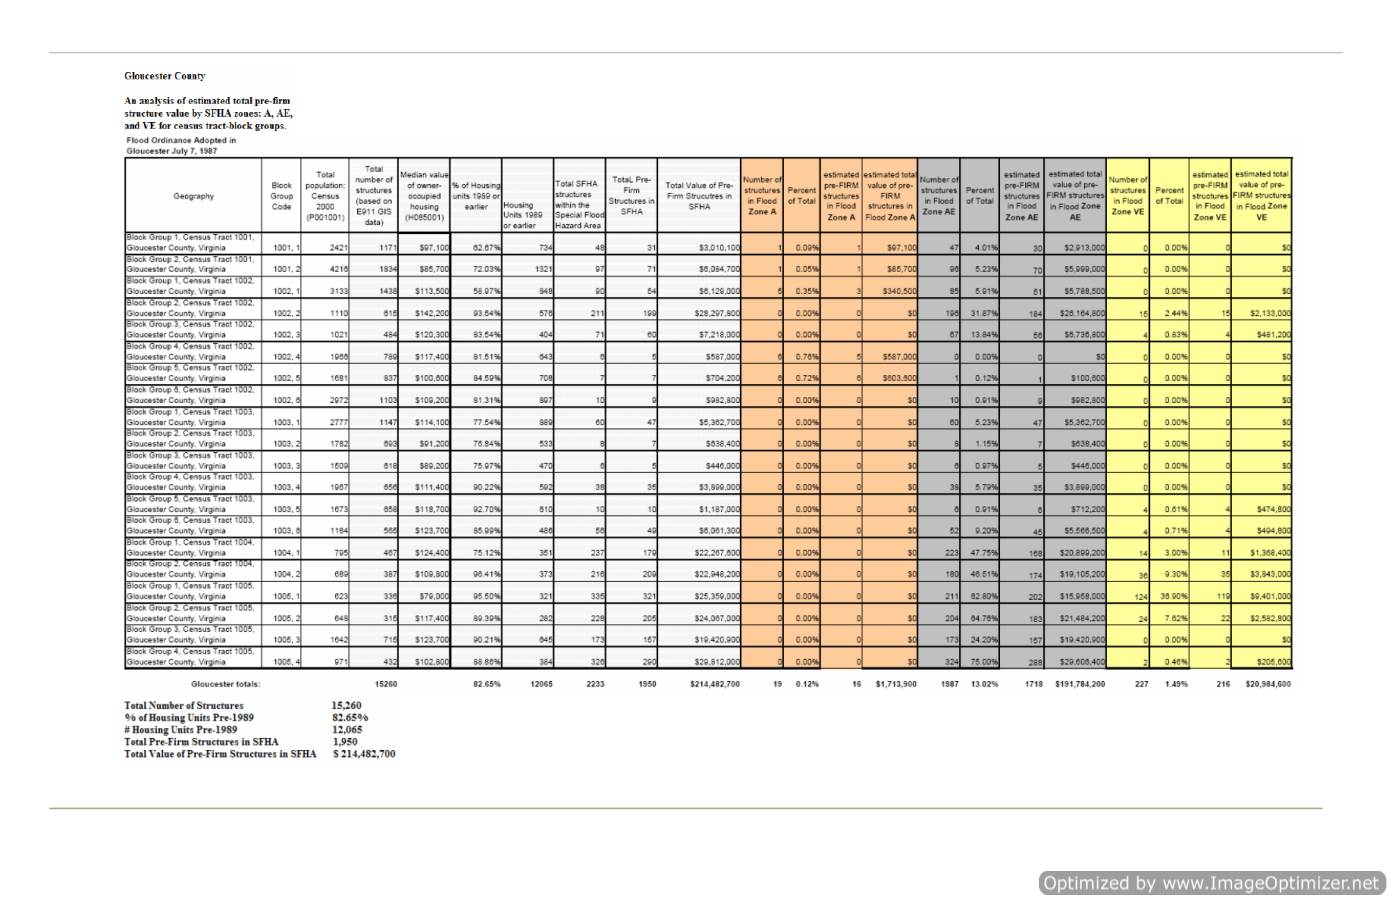 Gloucester County
An analysis of estimated total pre-firm
structure value by SFHA zones: A, AE,
and VE for census tract-block groups.
Flood Ordinance Adopted in
Gloucester July 7, 1987
Geography | Block Group Code | Total population: Census 2000 (P001001) | Total number of structures (based on E911 GIS data) | Median value of owner-occupied housing (H085001) | % of Housing units 1989 or earlier | Housing Units 1989 or earlier | Total SFHA structures within the Special Flood Hazard Area | TotaL Pre-Firm Structures in SFHA | Total Value of Pre-Firm Strucutres in SFHA | Number of structures in Flood Zone A | Percent of Total | estimated pre-FIRM structures in Flood Zone A | estimated total value of pre-FIRM structures in Flood Zone A | Number of structures in Flood Zone AE | Percent of Total | estimated pre-FIRM structures in Flood Zone AE | estimated total value of pre-FIRM structures in Flood Zone AE | Number of structures in Flood Zone VE | Percent of Total | estimated pre-FIRM structures in Flood Zone VE | estimated total value of pre-FIRM structures in Flood Zone VE
Block Group 1, Census Tract 1001, Gloucester County, Virginia 1001, 1 2421 1171 $97,100 62.67% 734 48 31 $3,010,100 1 0.09% 1 $97,100 47 4.01% 30 $2,913,000 0 0.00% 0 $0
Block Group 2, Census Tract 1001, Gloucester County, Virginia 1001, 2 4216 1834 $85,700 72.03% 1321 97 71 $6,084,700 1 0.05% 1 $85,700 96 5.23% 70 $5,999,000 0 0.00% 0 $0
Block Group 1, Census Tract 1002, Gloucester County, Virginia 1002, 1 3133 1438 $113,500 58.97% 848 90 54 $6,129,000 5 0.35% 3 $340,500 85 5.91% 51 $5,788,500 0 0.00% 0 $0
Block Group 2, Census Tract 1002, Gloucester County, Virginia 1002, 2 1110 615 $142,200 93.64% 576 211 199 $28,297,800 0 0.00% 0 $0 196 31.87% 184 $26,164,800 15 2.44% 15 $2,133,000
Block Group 3, Census Tract 1002, Gloucester County, Virginia 1002, 3 1021 484 $120,300 83.54% 404 71 60 $7,218,000 0 0.00% 0 $0 67 13.84% 56 $6,736,800 4 0.83% 4 $481,200
Block Group 4, Census Tract 1002, Gloucester County, Virginia 1002, 4 1966 789 $117,400 81.51% 643 6 5 $587,000 6 0.76% 5 $587,000 0 0.00% 0 $0 0 0.00% 0 $0
Block Group 5, Census Tract 1002, Gloucester County, Virginia 1002, 5 1681 837 $100,600 84.59% 708 7 7 $704,200 6 0.72% 6 $603,600 1 0.12% 1 $100,600 0 0.00% 0 $0
Block Group 6, Census Tract 1002, Gloucester County, Virginia 1002, 6 2972 1103 $109,200 81.31% 897 10 9 $982,800 0 0.00% 0 $0 10 0.91% 9 $982,800 0 0.00% 0 $0
Block Group 1, Census Tract 1003, Gloucester County, Virginia 1003, 1 2777 1147 $114,100 77.54% 889 60 47 $5,362,700 0 0.00% 0 $0 60 5.23% 47 $5,362,700 0 0.00% 0 $0
Block Group 2, Census Tract 1003, Gloucester County, Virginia 1003, 2 1782 693 $91,200 76.84% 533 8 7 $638,400 0 0.00% 0 $0 8 1.15% 7 $638,400 0 0.00% 0 $0
Block Group 3, Census Tract 1003, Gloucester County, Virginia 1003, 3 1509 618 $89,200 75.97% 470 6 5 $446,000 0 0.00% 0 $0 6 0.97% 5 $446,000 0 0.00% 0 $0
Block Group 4, Census Tract 1003, Gloucester County, Virginia 1003, 4 1967 656 $111,400 90.22% 592 38 35 $3,899,000 0 0.00% 0 $0 38 5.79% 35 $3,899,000 0 0.00% 0 $0
Block Group 5, Census Tract 1003, Gloucester County, Virginia 1003, 5 1673 658 $118,700 92.70% 610 10 10 $1,187,000 0 0.00% 0 $0 6 0.91% 6 $712,200 4 0.61% 4 $474,800
Block Group 6, Census Tract 1003, Gloucester County, Virginia 1003, 6 1184 565 $123,700 85.99% 486 56 49 $6,061,300 0 0.00% 0 $0 52 9.20% 45 $5,566,500 4 0.71% 4 $494,800
Block Group 1, Census Tract 1004, Gloucester County, Virginia 1004, 1 795 467 $124,400 75.12% 351 237 179 $22,267,600 0 0.00% 0 $0 223 47.75% 168 $20,899,200 14 3.00% 11 $1,368,400
Block Group 2, Census Tract 1004, Gloucester County, Virginia 1004, 2 689 387 $109,800 96.41% 373 216 209 $22,948,200 0 0.00% 0 $0 180 46.51% 174 $19,105,200 36 9.30% 35 $3,843,000
Block Group 1, Census Tract 1005, Gloucester County, Virginia 1005, 1 623 336 $79,000 95.50% 321 335 321 $25,359,000 0 0.00% 0 $0 211 62.80% 202 $15,958,000 124 36.90% 119 $9,401,000
Block Group 2, Census Tract 1005, Gloucester County, Virginia 1005, 2 648 315 $117,400 89.39% 282 228 205 $24,067,000 0 0.00% 0 $0 204 64.76% 183 $21,484,200 24 7.62% 22 $2,582,800
Block Group 3, Census Tract 1005, Gloucester County, Virginia 1005, 3 1642 715 $123,700 90.21% 645 173 157 $19,420,900 0 0.00% 0 $0 173 24.20% 157 $19,420,900 0 0.00% 0 $0
Block Group 4, Census Tract 1005, Gloucester County, Virginia 1005, 4 971 432 $102,800 88.86% 384 326 290 $29,812,000 0 0.00% 0 $0 324 75.00% 288 $29,606,400 2 0.46% 2 $205,600
Gloucester totals: 15260 82.65% 12065 2233 1950 $214,482,700 19 0.12% 16 $1,713,900 1987 13.02% 1718 $191,784,200 227 1.49% 216 $20,984,600
Total Number of Structures 15,260
% of Housing Units Pre-1989 82.65%
# Housing Units Pre-1989 12,065
Total Pre-Firm Structures in SFHA 1,950
Total Value of Pre-Firm Structures in SFHA $ 214,482,700
Optimized by www.ImageOptimizer.net